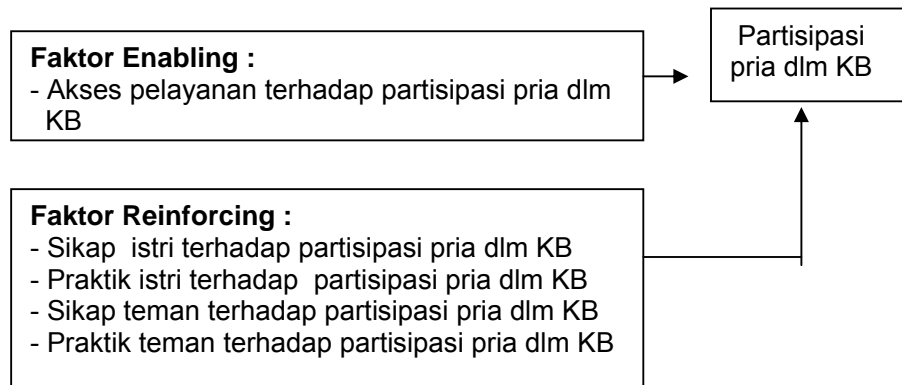 Faktor Enabling :
- Akses pelayanan terhadap partisipasi pria dlm
KB
Partisipasi
pria dlm KB
Faktor Reinforcing :
- Sikap istri terhadap partisipasi pria dlm KB
- Praktik istri terhadap partisipasi pria dlm KB
- Sikap teman terhadap partisipasi pria dlm KB
- Praktik teman terhadap partisipasi pria dlm KB